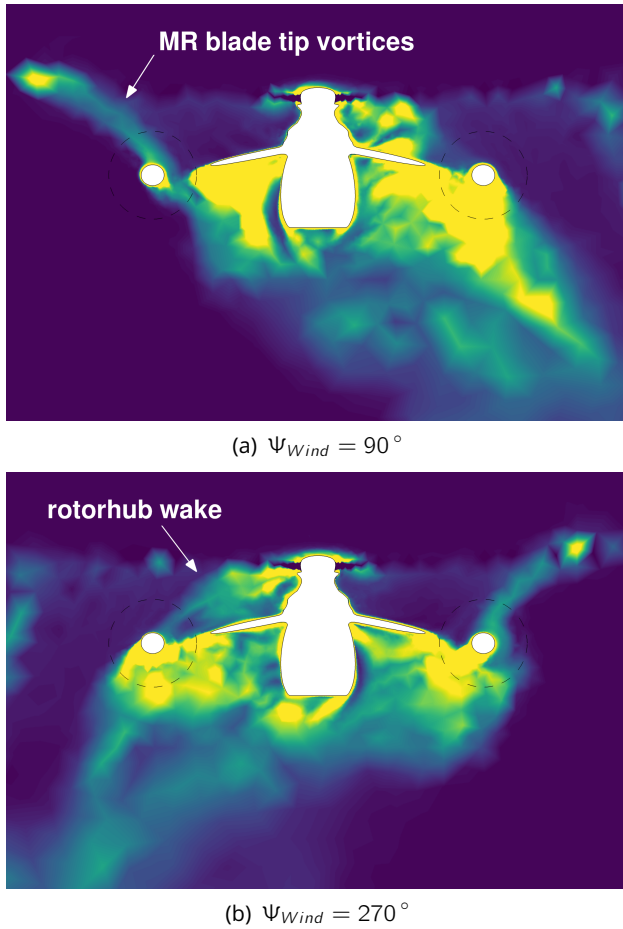 MR blade tip vortices
(a) Ψ_Wind = 90°
rotorhub wake
(b) Ψ_Wind = 270°